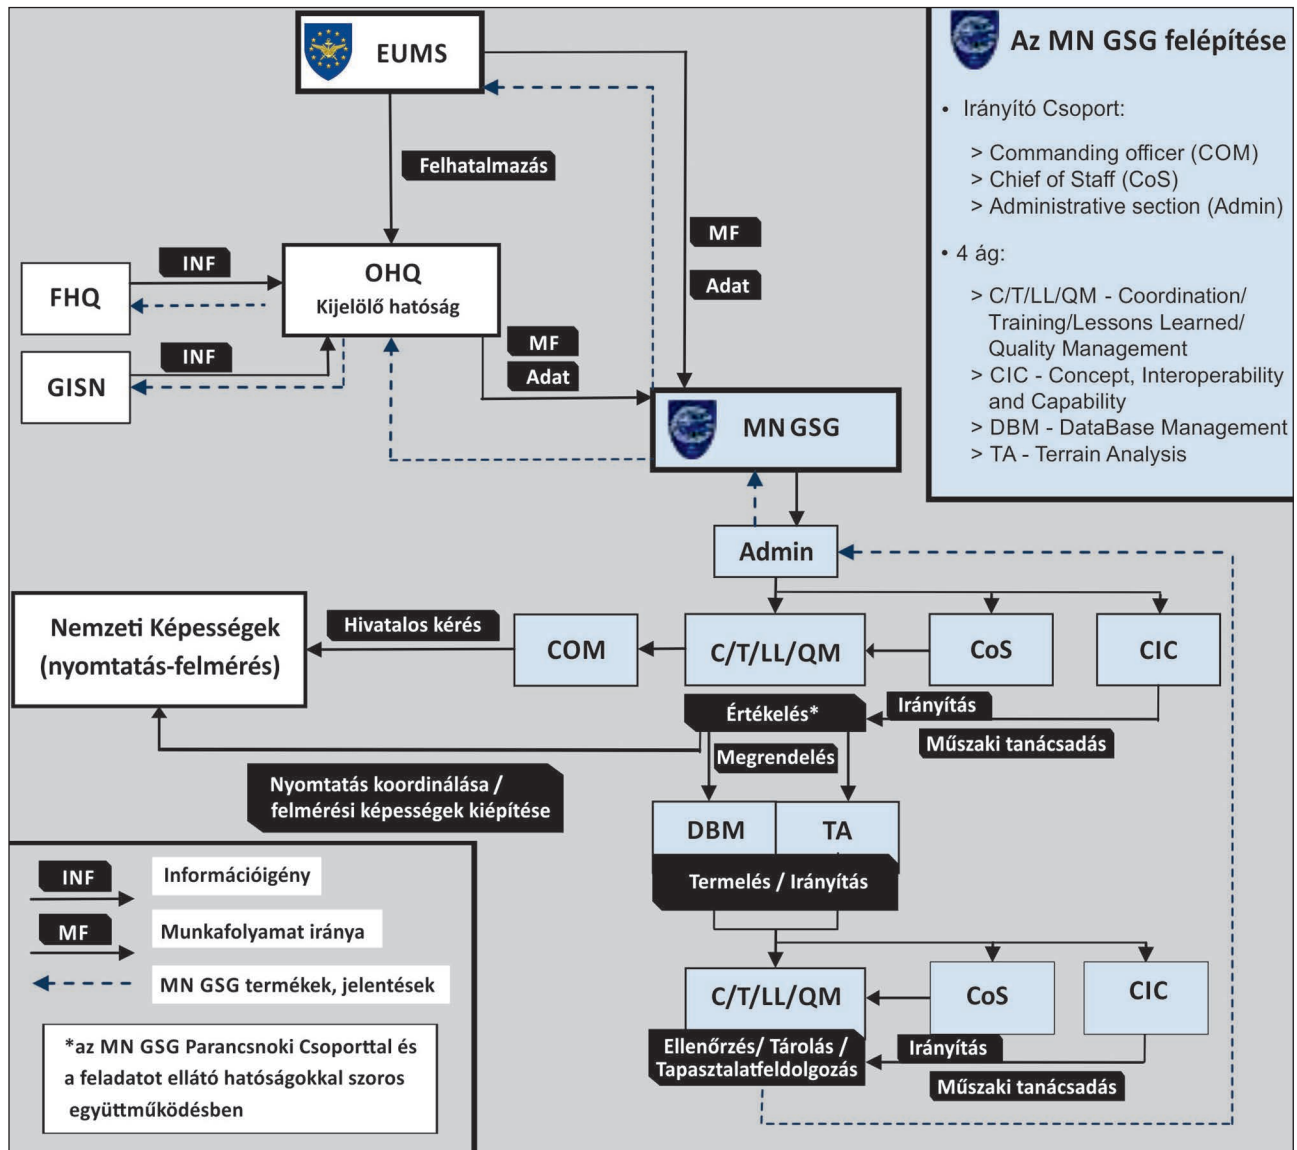 EUMS
Az MN GSG felépítése
• Irányító Csoport:
> Commanding officer (COM)
> Chief of Staff (CoS)
> Administrative section (Admin)
• 4 ág:
> C/T/LL/QM - Coordination/
Training/Lessons Learned/
Quality Management
> CIC - Concept, Interoperability
and Capability
> DBM - DataBase Management
> TA - Terrain Analysis
Felhatalmazás
MF
Adat
INF
FHQ
OHQ
Kijelölő hatóság
INF
GISN
MF
Adat
MN GSG
Admin
Nemzeti Képességek
(nyomtatás-felmérés)
Hivatalos kérés
COM
C/T/LL/QM
CoS
CIC
Értékelés*
Irányítás
Műszaki tanácsadás
Megrendelés
Nyomtatás koordinálása /
felmérési képességek kiépítése
DBM
TA
Termelés / Irányítás
C/T/LL/QM
CoS
CIC
Ellenőrzés/ Tárolás /
Tapasztalatfeldolgozás
Irányítás
Műszaki tanácsadás
INF
Információigény
MF
Munkafolyamat iránya
MN GSG termékek, jelentések
*az MN GSG Parancsnoki Csoporttal és
a feladatot ellátó hatóságokkal szoros
együttműködésben